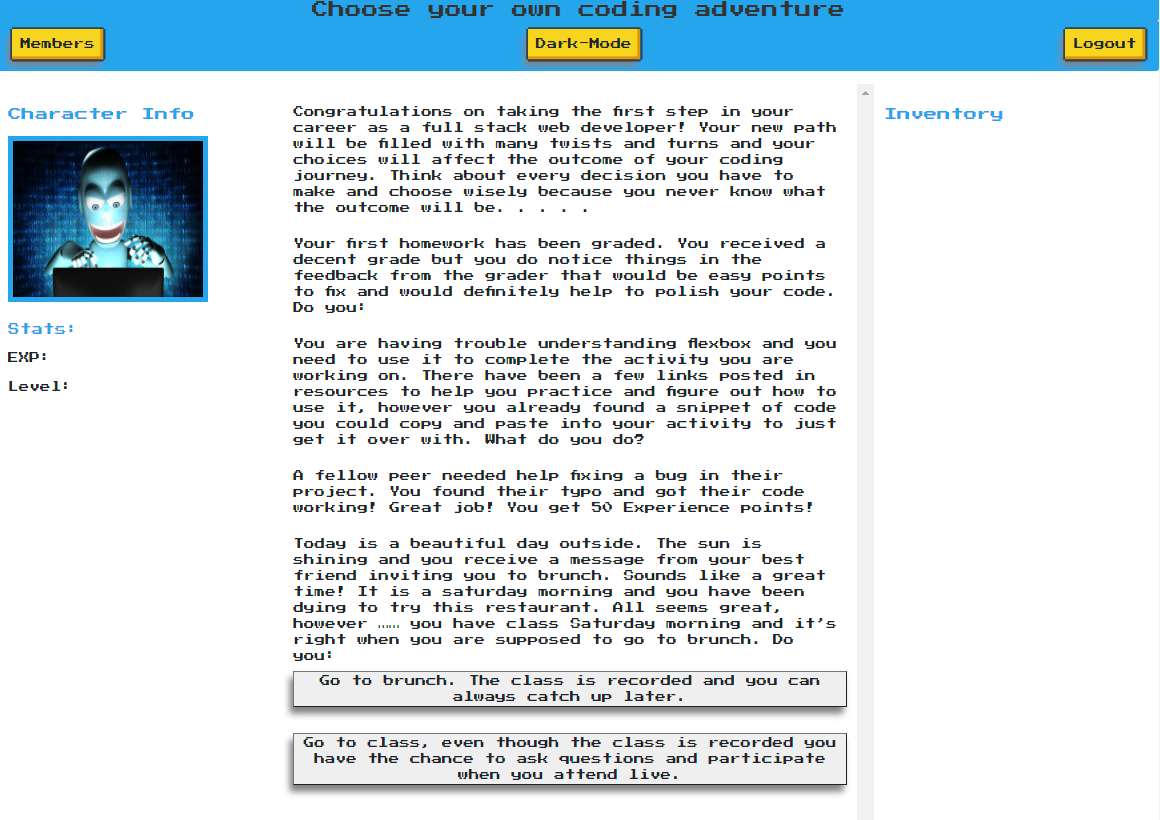 Choose your own coding adventure
Members
Dark-Mode
Logout
Character Info
Stats:
EXP:
Level:
Congratulations on taking the first step in your
career as a full stack web developer! Your new path
will be filled with many twists and turns and your
choices will affect the outcome of your coding
journey. Think about every decision you have to
make and choose wisely because you never know what
the outcome will be. . . . .
Your first homework has been graded. You received a
decent grade but you do notice things in the
feedback from the grader that would be easy points
to fix and would definitely help to polish your code.
Do you:
You are having trouble understanding flexbox and you
need to use it to complete the activity you are
working on. There have been a few links posted in
resources to help you practice and figure out how to
use it, however you already found a snippet of code
you could copy and paste into your activity to just
get it over with. What do you do?
A fellow peer needed help fixing a bug in their
project. You found their typo and got their code
working! Great job! You get 50 Experience points!
Today is a beautiful day outside. The sun is
shining and you receive a message from your best
friend inviting you to brunch. Sounds like a great
time! It is a saturday morning and you have been
dying to try this restaurant. All seems great,
however …… you have class Saturday morning and it’s
right when you are supposed to go to brunch. Do
you:
Go to brunch. The class is recorded and you can
always catch up later.
Go to class, even though the class is recorded you
have the chance to ask questions and participate
when you attend live.
Inventory